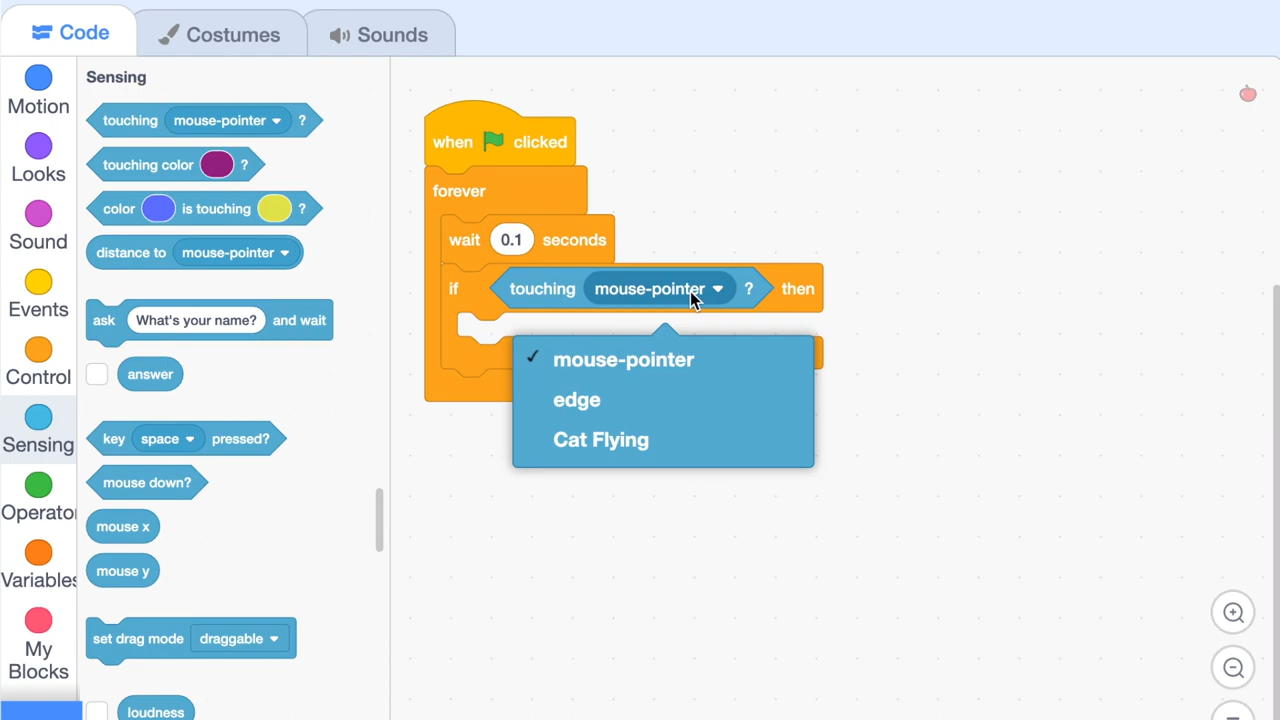 Code
Costumes
Sounds
Motion
Looks
Sound
Events
Control
Sensing
Operator
Variables
My
Blocks
Sensing
touching mouse-pointer ?
touching color ?
color is touching ?
distance to mouse-pointer
ask What's your name? and wait
answer
key space pressed?
mouse down?
mouse x
mouse y
set drag mode draggable
loudness
when clicked
forever
wait 0.1 seconds
if touching mouse-pointer ? then
✓ mouse-pointer
edge
Cat Flying